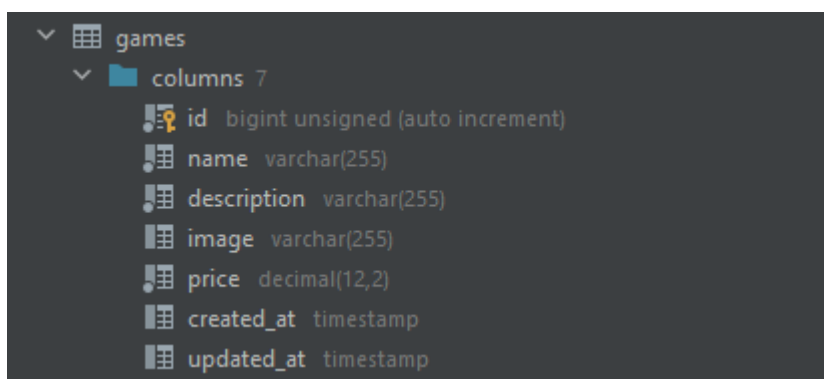 games
columns 7
id bigint unsigned (auto increment)
name varchar(255)
description varchar(255)
image varchar(255)
price decimal(12,2)
created_at timestamp
updated_at timestamp